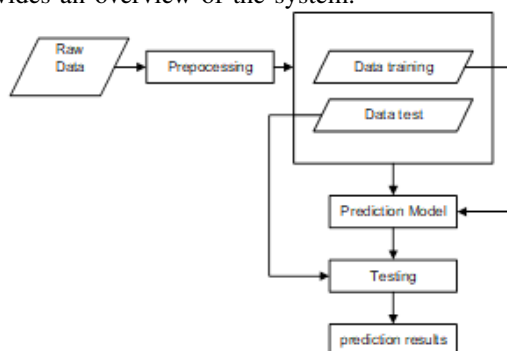 vides an overview of the system.
Raw
Data
Prepocessing
Data training
Data test
Prediction Model
Testing
prediction results